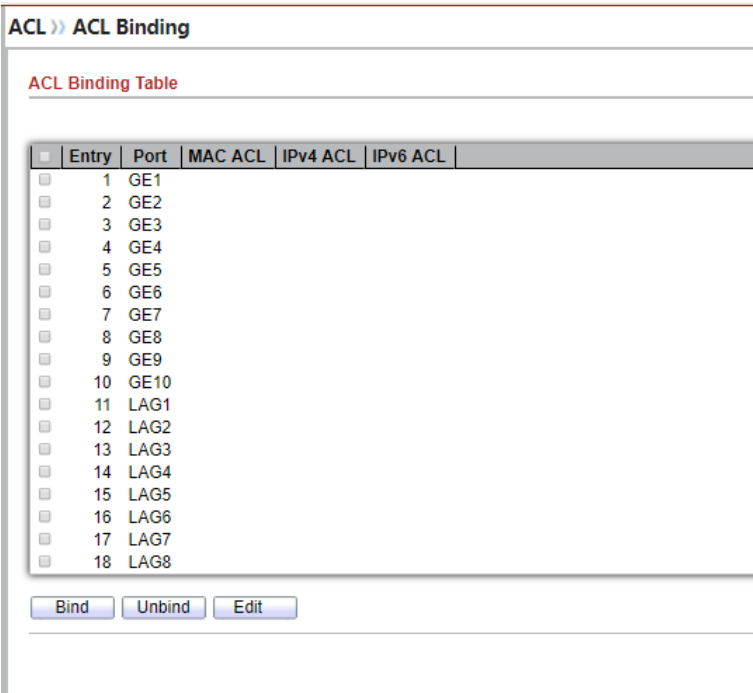 ACL » ACL Binding
ACL Binding Table
Entry Port MAC ACL IPv4 ACL IPv6 ACL
1 GE1
2 GE2
3 GE3
4 GE4
5 GE5
6 GE6
7 GE7
8 GE8
9 GE9
10 GE10
11 LAG1
12 LAG2
13 LAG3
14 LAG4
15 LAG5
16 LAG6
17 LAG7
18 LAG8
Bind Unbind Edit